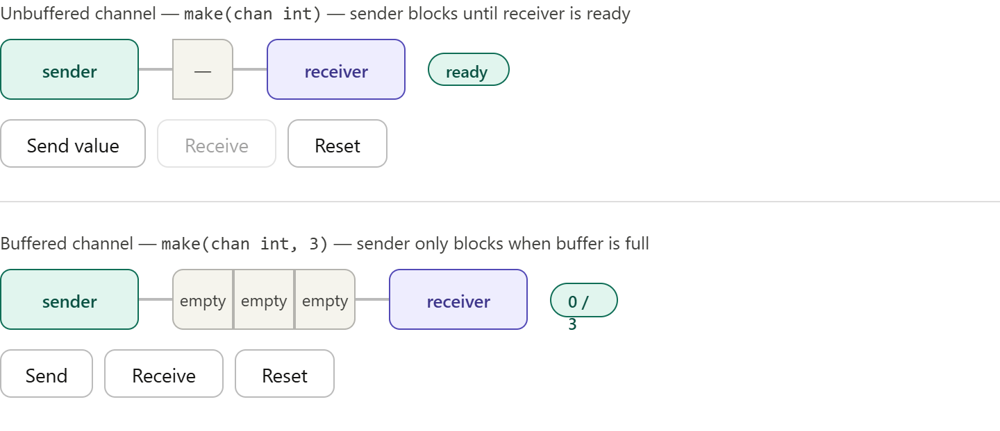 Unbuffered channel — make(chan int) — sender blocks until receiver is ready
sender — receiver ready
Send value Receive Reset
Buffered channel — make(chan int, 3) — sender only blocks when buffer is full
sender empty empty empty receiver 0 /
3
Send Receive Reset